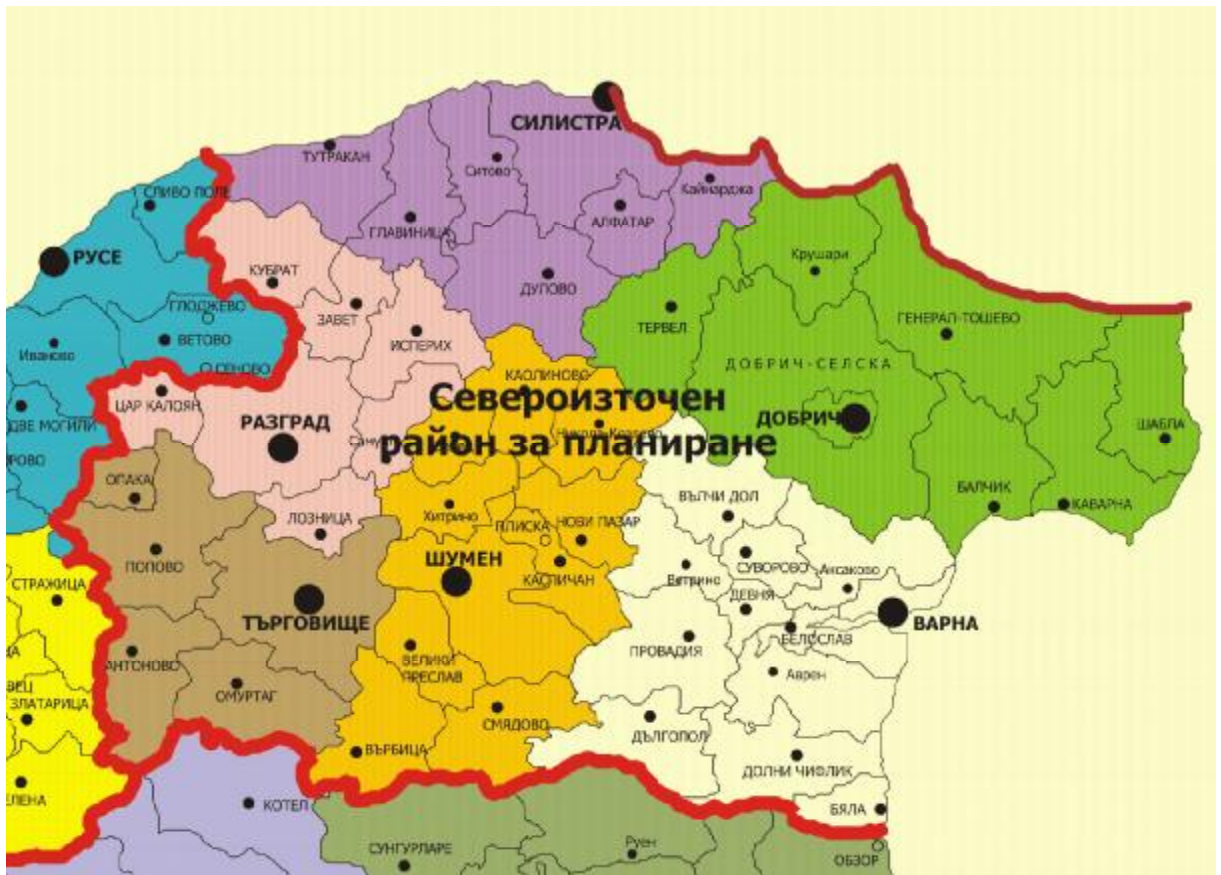 СИЛИСТРА
ТУТРАКАН
Ситово
Кайнарджа
СЛИВО ПОЛЕ
АЛФАТАР
ГЛАВИНИЦА
РУСЕ
Крушари
КУБРАТ
ДУЛОВО
ГЛОДЖЕВО
ЗАВЕТ
ТЕРВЕЛ
ГЕНЕРАЛ-ТОШЕВО
ВЕТОВО
ИСПЕРИХ
Иваново
СЕНОВО
ДОБРИЧ-СЕЛСКА
КАОЛИНОВО
ЦАР КАЛОЯН
Североизточен
РАЗГРАД
ДОБРИЧ
ДВЕ МОГИЛИ
ШАБЛА
район за планиране
ОПАКА
БАЛЧИК
ВЪЛЧИ ДОЛ
КАВАРНА
ЛОЗНИЦА
Хитрино
ПЛИСКА
НОВИ ПАЗАР
ШУМЕН
ПОПОВО
СУВОРОВО
Аксаково
СТРАЖИЦА
КАСПИЧАН
Ветрино
ДЕВНЯ
ТЪРГОВИЩЕ
ВАРНА
БЕЛОСЛАВ
ПРОВАДИЯ
АНТОНОВО
ВЕЛИКИ
ПРЕСЛАВ
Аврен
ОМУРТАГ
ЗЛАТАРИЦА
СМЯДОВО
ДЪЛГОПОЛ
ВЪРБИЦА
ДОЛНИ ЧИФЛИК
ЕЛЕНА
КОТЕЛ
БЯЛА
СУНГУРЛАРЕ
Руен
ОБЗОР